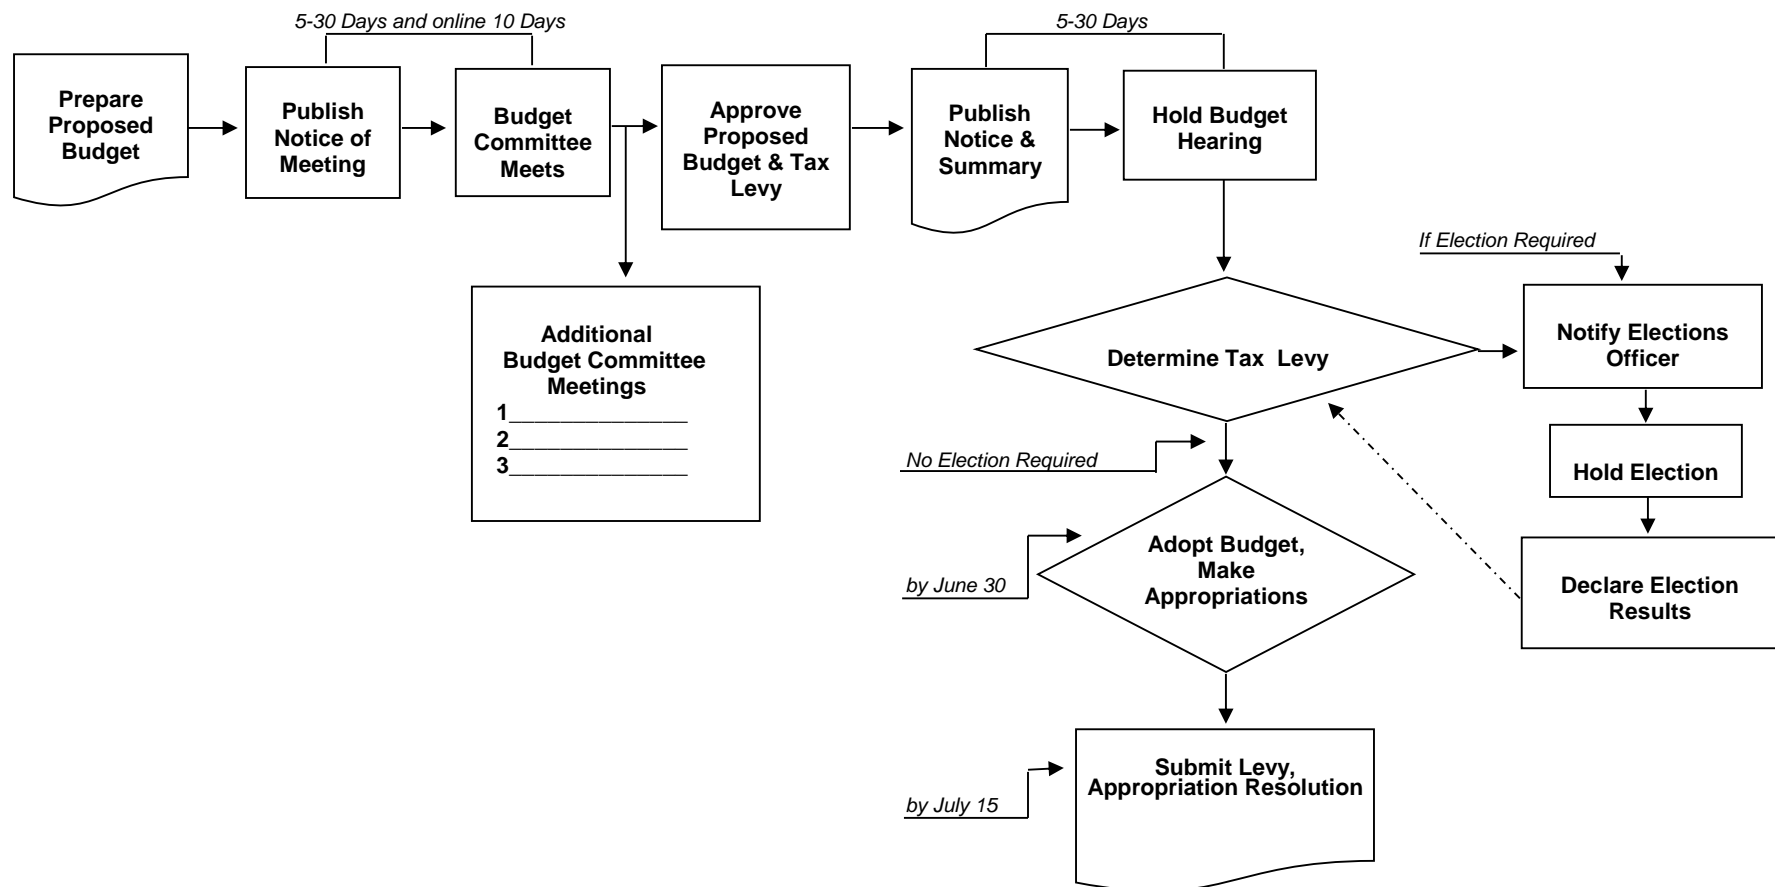 5-30 Days and online 10 Days
5-30 Days
Prepare
Proposed
Budget
Publish
Notice of
Meeting
Budget
Committee
Meets
Approve
Proposed
Budget & Tax
Levy
Publish
Notice &
Summary
Hold Budget
Hearing
Additional
Budget Committee
Meetings
1_______________
2_______________
3_______________
If Election Required
Determine Tax Levy
Notify Elections
Officer
No Election Required
Hold Election
by June 30
Adopt Budget,
Make
Appropriations
Declare Election
Results
by July 15
Submit Levy,
Appropriation Resolution